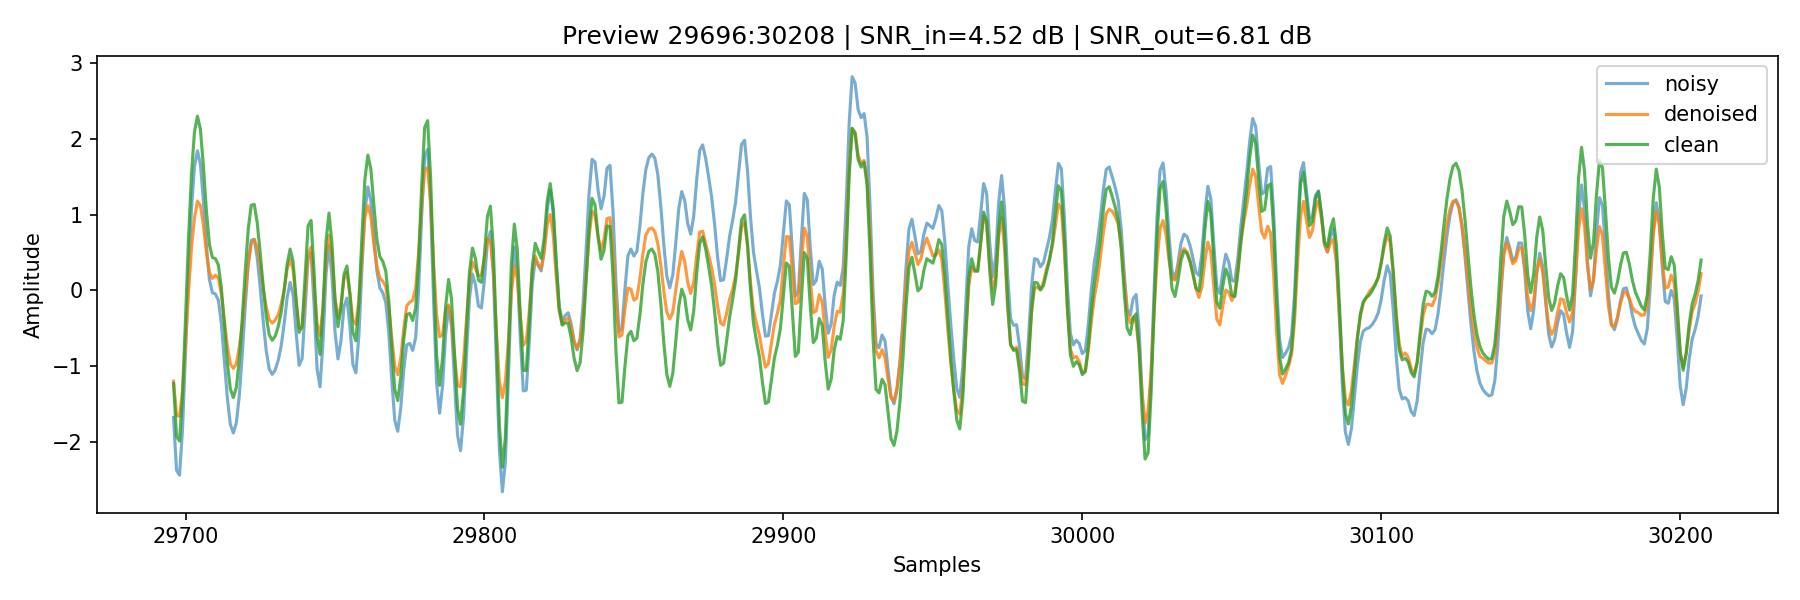 Preview 29696:30208 | SNR_in=4.52 dB | SNR_out=6.81 dB
noisy
denoised
clean
Amplitude
3
2
1
0
−1
−2
29700 29800 29900 30000 30100 30200
Samples